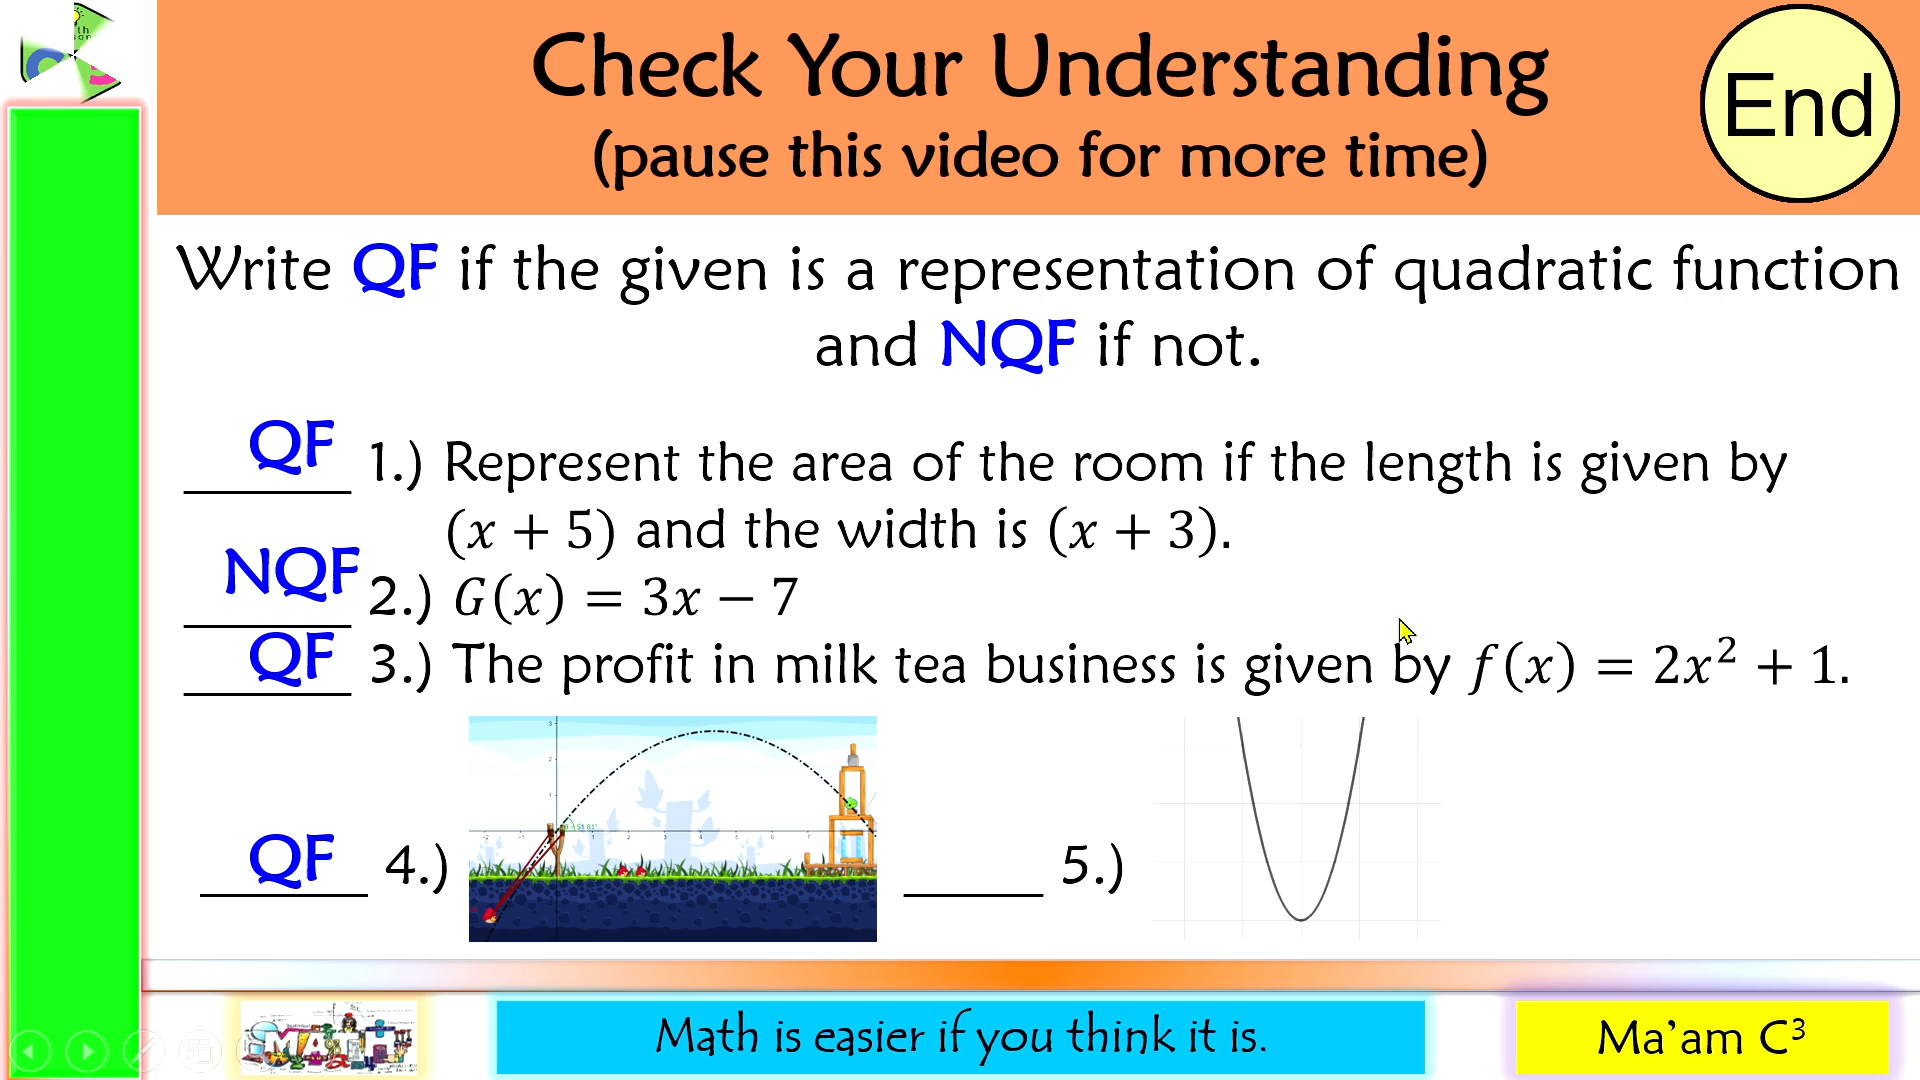 Check Your Understanding
(pause this video for more time)
End
Write QF if the given is a representation of quadratic function
and NQF if not.
QF 1.) Represent the area of the room if the length is given by
(x + 5) and the width is (x + 3).
NQF 2.) G(x) = 3x − 7
QF 3.) The profit in milk tea business is given by f(x) = 2x² + 1.
QF 4.)
5.)
MATH
Math is easier if you think it is.
Ma’am C³